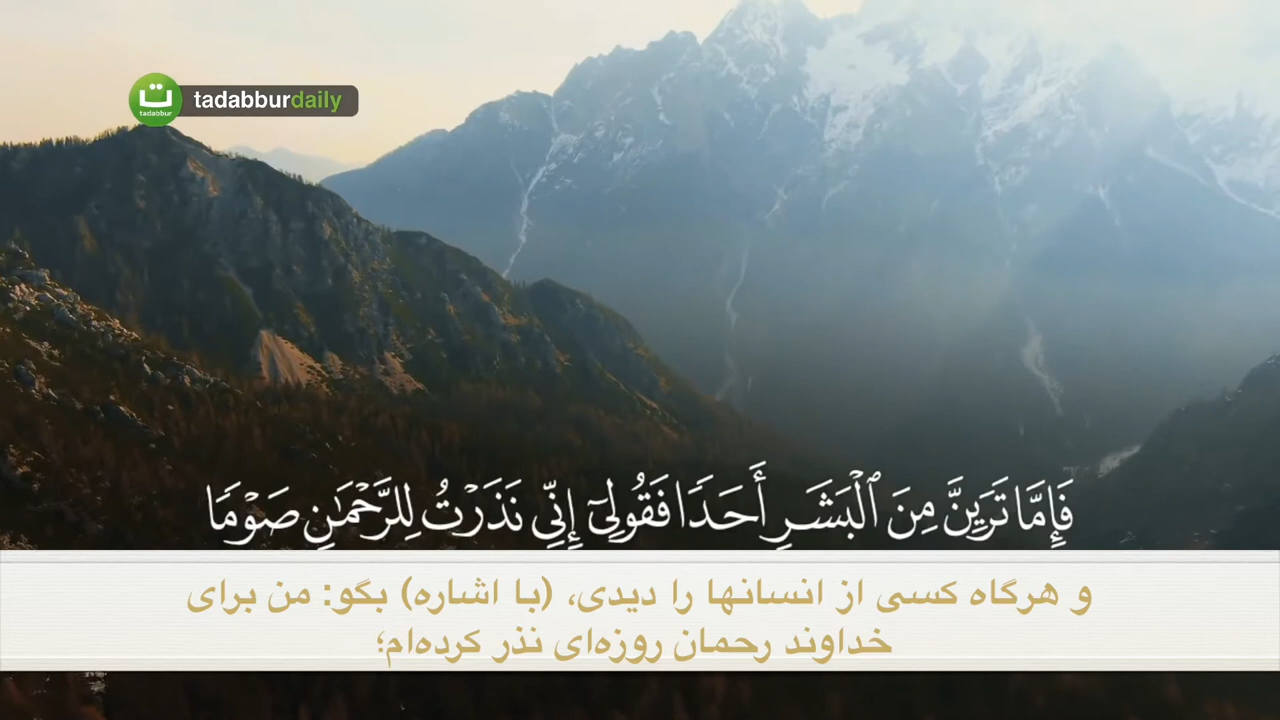 ت
tadabbur
tadabburdaily
فَإِمَّا تَرَيِنَّ مِنَ ٱلْبَشَرِ أَحَدًا فَقُولِىٓ إِنِّى نَذَرْتُ لِلرَّحْمَـٰنِ صَوْمًا
و هرگاه کسی از انسانها را دیدی، (با اشاره) بگو: من برای
خداوند رحمان روزه‌ای نذر کرده‌ام؛